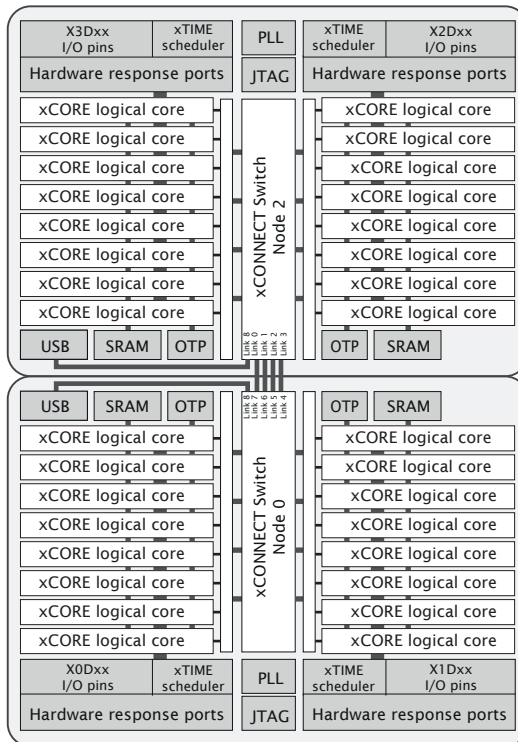 X3Dxx
I/O pins
xTIME
scheduler
PLL
xTIME
scheduler
X2Dxx
I/O pins
Hardware response ports
JTAG
Hardware response ports
xCORE logical core
xCORE logical core
xCORE logical core
xCORE logical core
xCORE logical core
xCORE logical core
xCORE logical core
xCORE logical core
xCONNECT Switch
Node 2
xCORE logical core
xCORE logical core
xCORE logical core
xCORE logical core
xCORE logical core
xCORE logical core
xCORE logical core
xCORE logical core
USB
SRAM
OTP
Link 8
Link 0
Link 1
Link 2
Link 3
OTP
SRAM
USB
SRAM
OTP
Link 8
Link 7
Link 6
Link 5
Link 4
OTP
SRAM
xCORE logical core
xCORE logical core
xCORE logical core
xCORE logical core
xCORE logical core
xCORE logical core
xCORE logical core
xCORE logical core
xCONNECT Switch
Node 0
xCORE logical core
xCORE logical core
xCORE logical core
xCORE logical core
xCORE logical core
xCORE logical core
xCORE logical core
xCORE logical core
X0Dxx
I/O pins
xTIME
scheduler
PLL
xTIME
scheduler
X1Dxx
I/O pins
Hardware response ports
JTAG
Hardware response ports